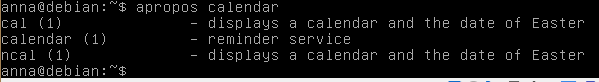 anna@debian:~$ apropos calendar
cal (1)              - displays a calendar and the date of Easter
calendar (1)         - reminder service
ncal (1)             - displays a calendar and the date of Easter
anna@debian:~$